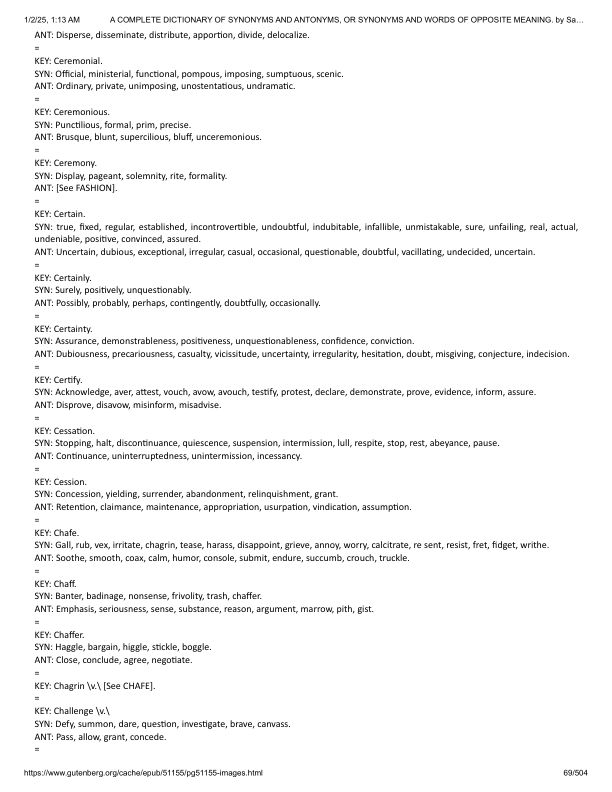 1/2/25, 1:13 AM A COMPLETE DICTIONARY OF SYNONYMS AND ANTONYMS, OR SYNONYMS AND WORDS OF OPPOSITE MEANING. by Sa…
ANT: Disperse, disseminate, distribute, apportion, divide, delocalize.
=
KEY: Ceremonial.
SYN: Official, ministerial, functional, pompous, imposing, sumptuous, scenic.
ANT: Ordinary, private, unimposing, unostentatious, undramatic.
=
KEY: Ceremonious.
SYN: Punctilious, formal, prim, precise.
ANT: Brusque, blunt, supercilious, bluff, unceremonious.
=
KEY: Ceremony.
SYN: Display, pageant, solemnity, rite, formality.
ANT: [See FASHION].
=
KEY: Certain.
SYN: true, fixed, regular, established, incontrovertible, undoubtful, indubitable, infallible, unmistakable, sure, unfailing, real, actual,
undeniable, positive, convinced, assured.
ANT: Uncertain, dubious, exceptional, irregular, casual, occasional, questionable, doubtful, vacillating, undecided, uncertain.
=
KEY: Certainly.
SYN: Surely, positively, unquestionably.
ANT: Possibly, probably, perhaps, contingently, doubtfully, occasionally.
=
KEY: Certainty.
SYN: Assurance, demonstrableness, positiveness, unquestionableness, confidence, conviction.
ANT: Dubiousness, precariousness, casualty, vicissitude, uncertainty, irregularity, hesitation, doubt, misgiving, conjecture, indecision.
=
KEY: Certify.
SYN: Acknowledge, aver, attest, vouch, avow, avouch, testify, protest, declare, demonstrate, prove, evidence, inform, assure.
ANT: Disprove, disavow, misinform, misadvise.
=
KEY: Cessation.
SYN: Stopping, halt, discontinuance, quiescence, suspension, intermission, lull, respite, stop, rest, abeyance, pause.
ANT: Continuance, uninterruptedness, unintermission, incessancy.
=
KEY: Cession.
SYN: Concession, yielding, surrender, abandonment, relinquishment, grant.
ANT: Retention, claimance, maintenance, appropriation, usurpation, vindication, assumption.
=
KEY: Chafe.
SYN: Gall, rub, vex, irritate, chagrin, tease, harass, disappoint, grieve, annoy, worry, calcitrate, re sent, resist, fret, fidget, writhe.
ANT: Soothe, smooth, coax, calm, humor, console, submit, endure, succumb, crouch, truckle.
=
KEY: Chaff.
SYN: Banter, badinage, nonsense, frivolity, trash, chaffer.
ANT: Emphasis, seriousness, sense, substance, reason, argument, marrow, pith, gist.
=
KEY: Chaffer.
SYN: Haggle, bargain, higgle, stickle, boggle.
ANT: Close, conclude, agree, negotiate.
=
KEY: Chagrin \v.\ [See CHAFE].
=
KEY: Challenge \v.\
SYN: Defy, summon, dare, question, investigate, brave, canvass.
ANT: Pass, allow, grant, concede.
=
https://www.gutenberg.org/cache/epub/51155/pg51155-images.html 69/504